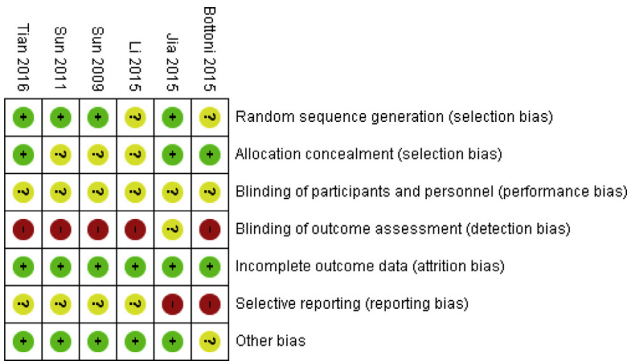 Tian 2016
Sun 2011
Sun 2009
Li 2015
Jia 2015
Bottoni 2015
+ + + ? + ? Random sequence generation (selection bias)
+ ? ? ? + + Allocation concealment (selection bias)
? ? ? ? ? ? Blinding of participants and personnel (performance bias)
- - - - ? - Blinding of outcome assessment (detection bias)
+ + + + + + Incomplete outcome data (attrition bias)
? ? ? ? - - Selective reporting (reporting bias)
+ + + + + ? Other bias